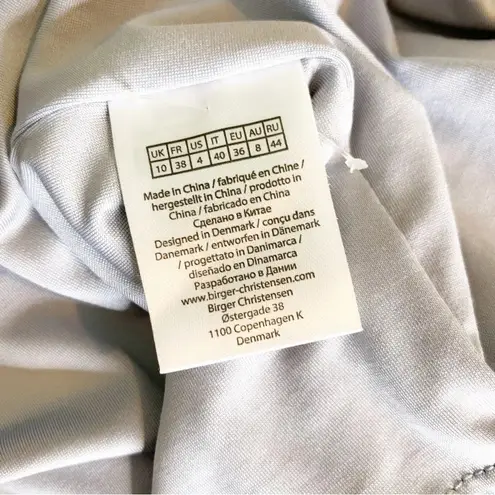 UK FR US IT EU AU RU
10 38 4 40 36 8 44
Made in China / fabriqué en Chine /
hergestellt in China / prodotto in
China / fabricado en China
Сделано в Китае
Designed in Denmark / conçu dans
Danemark / entworfen in Dänemark
/ progettato in Danimarca /
diseñado en Dinamarca
Разработано в Дании
www.birger-christensen.com
Birger Christensen
Østergade 38
1100 Copenhagen K
Denmark